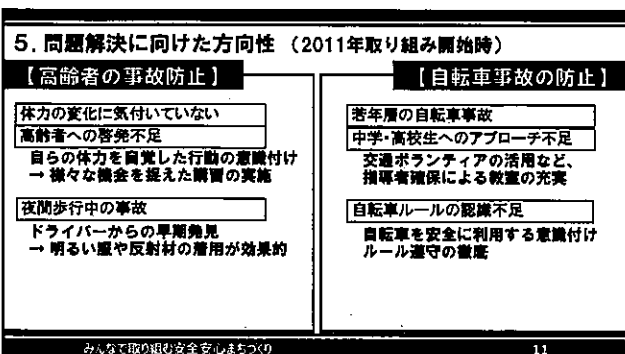 5. 問題解決に向けた方向性 (2011年取り組み開始時)
【高齢者の事故防止】
体力の変化に気付いていない
高齢者への啓発不足
自らの体力を自覚した行動の意識付け
→ 様々な機会を捉えた講習の実施
夜間歩行中の事故
ドライバーからの早期発見
→ 明るい服や反射材の着用が効果的
【自転車事故の防止】
若年層の自転車事故
中学・高校生へのアプローチ不足
交通ボランティアの活用など、
指導者確保による教室の充実
自転車ルールの認識不足
自転車を安全に利用する意識付け
ルール遵守の徹底
みんなで取り組む安全安心まちづくり
11